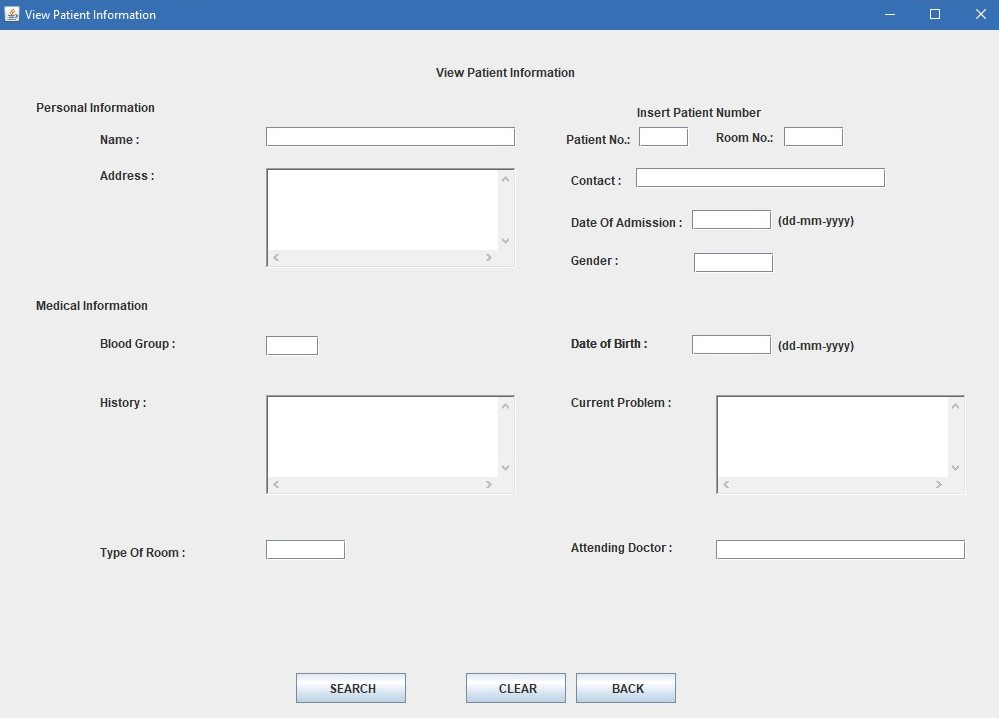 View Patient Information
View Patient Information
Personal Information
Insert Patient Number
Name :
Patient No.: Room No.:
Address :
Contact :
Date Of Admission : (dd-mm-yyyy)
Gender :
Medical Information
Blood Group :
Date of Birth : (dd-mm-yyyy)
History :
Current Problem :
Type Of Room :
Attending Doctor :
SEARCH CLEAR BACK